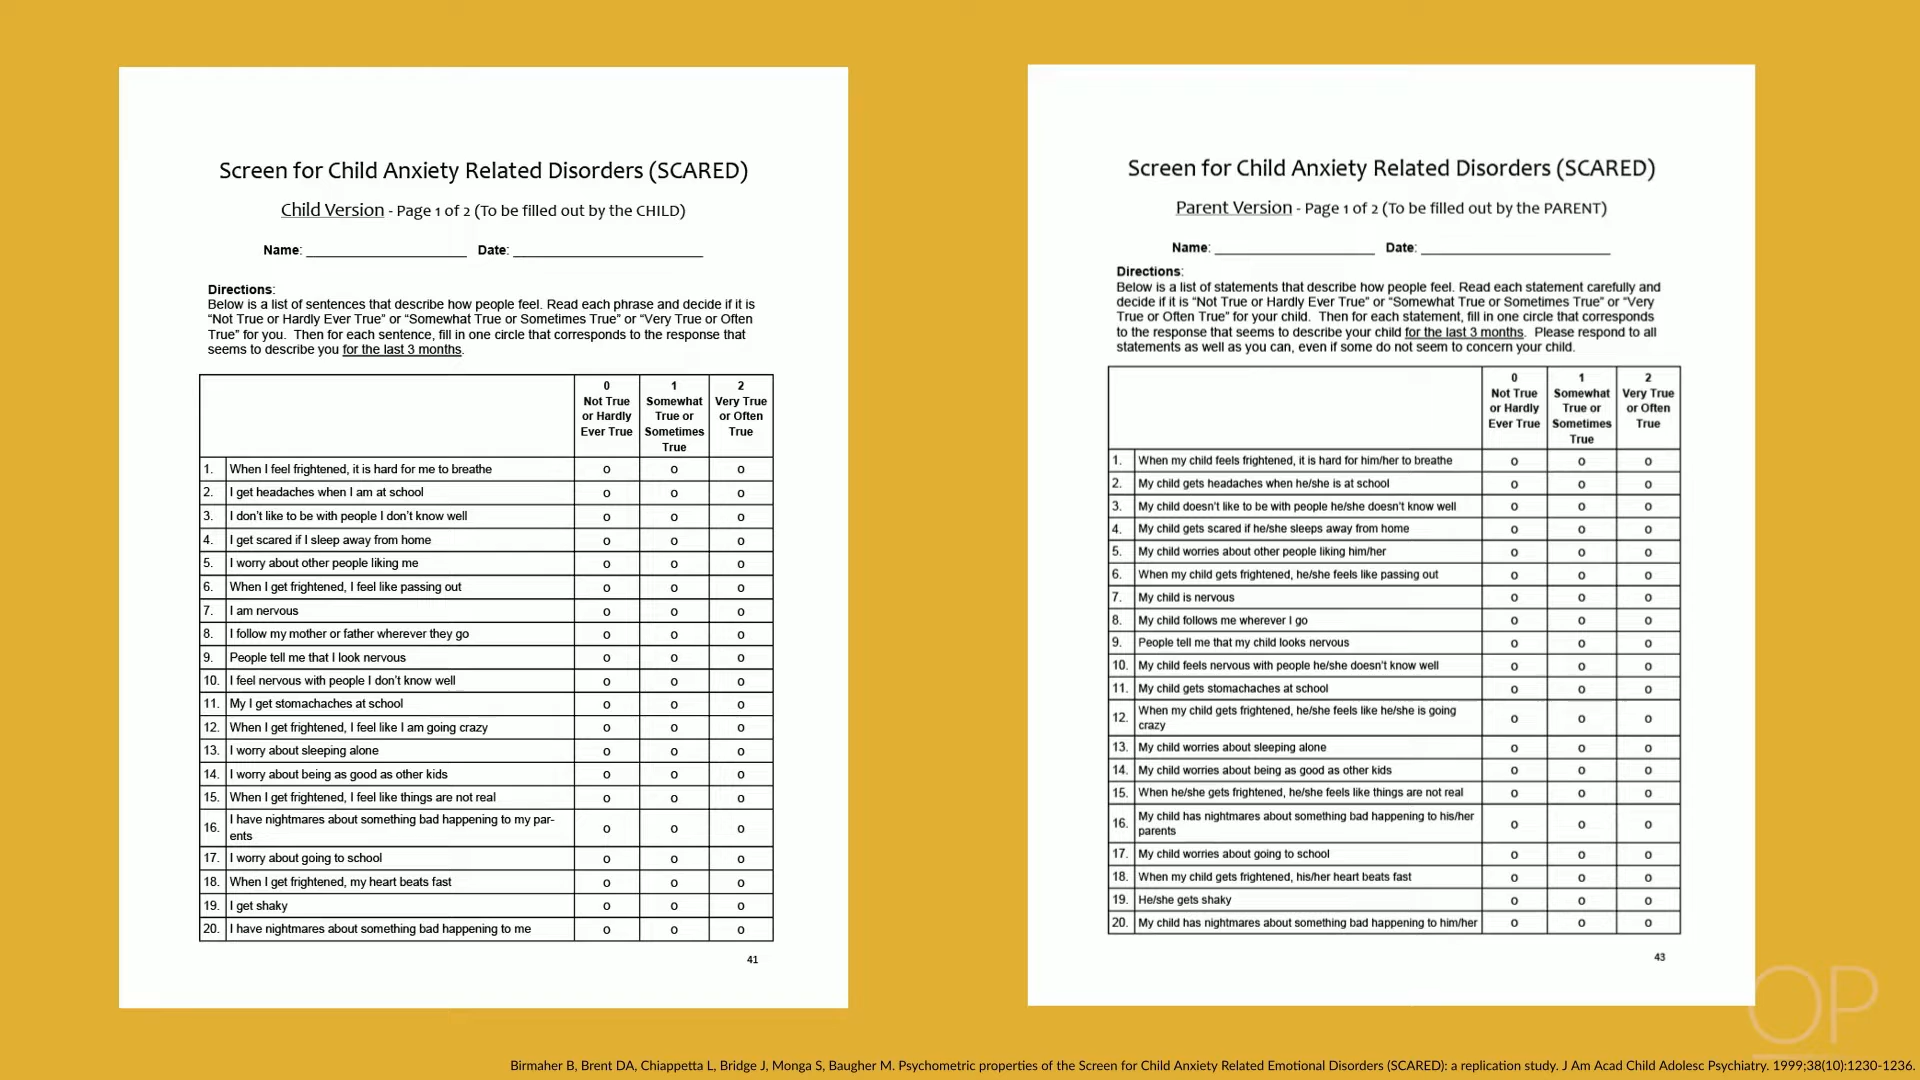 Screen for Child Anxiety Related Disorders (SCARED)
Child Version - Page 1 of 2 (To be filled out by the CHILD)
Name: ____________________ Date: ____________________
Directions:
Below is a list of sentences that describe how people feel. Read each phrase and decide if it is
“Not True or Hardly Ever True” or “Somewhat True or Sometimes True” or “Very True or Often
True” for you. Then for each sentence, fill in one circle that corresponds to the response that
seems to describe you for the last 3 months.
0 1 2
Not True Somewhat Very True
or Hardly True or or Often
Ever True Sometimes True
True
1. When I feel frightened, it is hard for me to breathe o o o
2. I get headaches when I am at school o o o
3. I don’t like to be with people I don’t know well o o o
4. I get scared if I sleep away from home o o o
5. I worry about other people liking me o o o
6. When I get frightened, I feel like passing out o o o
7. I am nervous o o o
8. I follow my mother or father wherever they go o o o
9. People tell me that I look nervous o o o
10. I feel nervous with people I don’t know well o o o
11. My I get stomachaches at school o o o
12. When I get frightened, I feel like I am going crazy o o o
13. I worry about sleeping alone o o o
14. I worry about being as good as other kids o o o
15. When I get frightened, I feel like things are not real o o o
16. I have nightmares about something bad happening to my par-
ents o o o
17. I worry about going to school o o o
18. When I get frightened, my heart beats fast o o o
19. I get shaky o o o
20. I have nightmares about something bad happening to me o o o
41
Screen for Child Anxiety Related Disorders (SCARED)
Parent Version - Page 1 of 2 (To be filled out by the PARENT)
Name: ____________________ Date: ____________________
Directions:
Below is a list of statements that describe how people feel. Read each statement carefully and
decide if it is “Not True or Hardly Ever True” or “Somewhat True or Sometimes True” or “Very
True or Often True” for your child. Then for each statement, fill in one circle that corresponds
to the response that seems to describe your child for the last 3 months. Please respond to all
statements as well as you can, even if some do not seem to concern your child.
0 1 2
Not True Somewhat Very True
or Hardly True or or Often
Ever True Sometimes True
True
1. When my child feels frightened, it is hard for him/her to breathe o o o
2. My child gets headaches when he/she is at school o o o
3. My child doesn’t like to be with people he/she doesn’t know well o o o
4. My child gets scared if he/she sleeps away from home o o o
5. My child worries about other people liking him/her o o o
6. When my child gets frightened, he/she feels like passing out o o o
7. My child is nervous o o o
8. My child follows me wherever I go o o o
9. People tell me that my child looks nervous o o o
10. My child feels nervous with people he/she doesn’t know well o o o
11. My child gets stomachaches at school o o o
12. When my child gets frightened, he/she feels like he/she is going
crazy o o o
13. My child worries about sleeping alone o o o
14. My child worries about being as good as other kids o o o
15. When he/she gets frightened, he/she feels like things are not real o o o
16. My child has nightmares about something bad happening to his/her
parents o o o
17. My child worries about going to school o o o
18. When my child gets frightened, his/her heart beats fast o o o
19. He/she gets shaky o o o
20. My child has nightmares about something bad happening to him/her o o o
43
OP
Birmaher B, Brent DA, Chiappetta L, Bridge J, Monga S, Baugher M. Psychometric properties of the Screen for Child Anxiety Related Emotional Disorders (SCARED): a replication study. J Am Acad Child Adolesc Psychiatry. 1999;38(10):1230-1236.